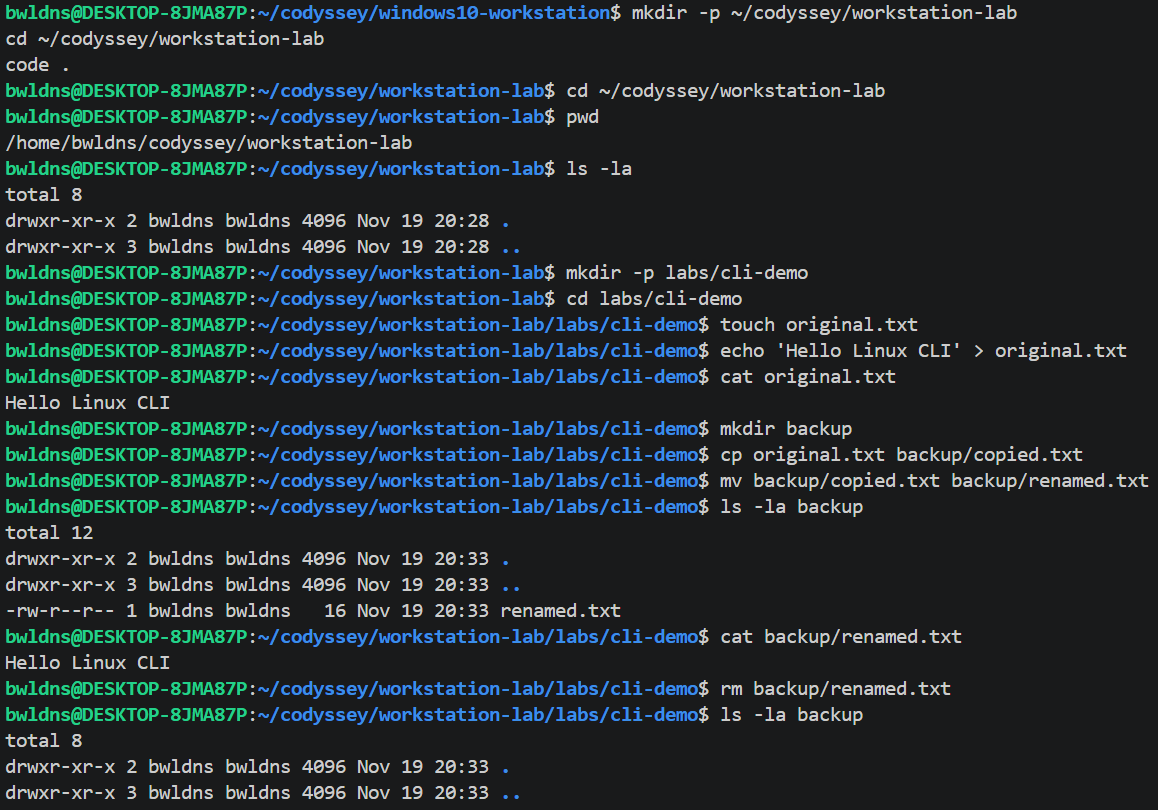 bwldns@DESKTOP-8JMA87P:~/codyssey/windows10-workstation$ mkdir -p ~/codyssey/workstation-lab
cd ~/codyssey/workstation-lab
code .
bwldns@DESKTOP-8JMA87P:~/codyssey/workstation-lab$ cd ~/codyssey/workstation-lab
bwldns@DESKTOP-8JMA87P:~/codyssey/workstation-lab$ pwd
/home/bwldns/codyssey/workstation-lab
bwldns@DESKTOP-8JMA87P:~/codyssey/workstation-lab$ ls -la
total 8
drwxr-xr-x 2 bwldns bwldns 4096 Nov 19 20:28 .
drwxr-xr-x 3 bwldns bwldns 4096 Nov 19 20:28 ..
bwldns@DESKTOP-8JMA87P:~/codyssey/workstation-lab$ mkdir -p labs/cli-demo
bwldns@DESKTOP-8JMA87P:~/codyssey/workstation-lab$ cd labs/cli-demo
bwldns@DESKTOP-8JMA87P:~/codyssey/workstation-lab/labs/cli-demo$ touch original.txt
bwldns@DESKTOP-8JMA87P:~/codyssey/workstation-lab/labs/cli-demo$ echo 'Hello Linux CLI' > original.txt
bwldns@DESKTOP-8JMA87P:~/codyssey/workstation-lab/labs/cli-demo$ cat original.txt
Hello Linux CLI
bwldns@DESKTOP-8JMA87P:~/codyssey/workstation-lab/labs/cli-demo$ mkdir backup
bwldns@DESKTOP-8JMA87P:~/codyssey/workstation-lab/labs/cli-demo$ cp original.txt backup/copied.txt
bwldns@DESKTOP-8JMA87P:~/codyssey/workstation-lab/labs/cli-demo$ mv backup/copied.txt backup/renamed.txt
bwldns@DESKTOP-8JMA87P:~/codyssey/workstation-lab/labs/cli-demo$ ls -la backup
total 12
drwxr-xr-x 2 bwldns bwldns 4096 Nov 19 20:33 .
drwxr-xr-x 3 bwldns bwldns 4096 Nov 19 20:33 ..
-rw-r--r-- 1 bwldns bwldns   16 Nov 19 20:33 renamed.txt
bwldns@DESKTOP-8JMA87P:~/codyssey/workstation-lab/labs/cli-demo$ cat backup/renamed.txt
Hello Linux CLI
bwldns@DESKTOP-8JMA87P:~/codyssey/workstation-lab/labs/cli-demo$ rm backup/renamed.txt
bwldns@DESKTOP-8JMA87P:~/codyssey/workstation-lab/labs/cli-demo$ ls -la backup
total 8
drwxr-xr-x 2 bwldns bwldns 4096 Nov 19 20:33 .
drwxr-xr-x 3 bwldns bwldns 4096 Nov 19 20:33 ..